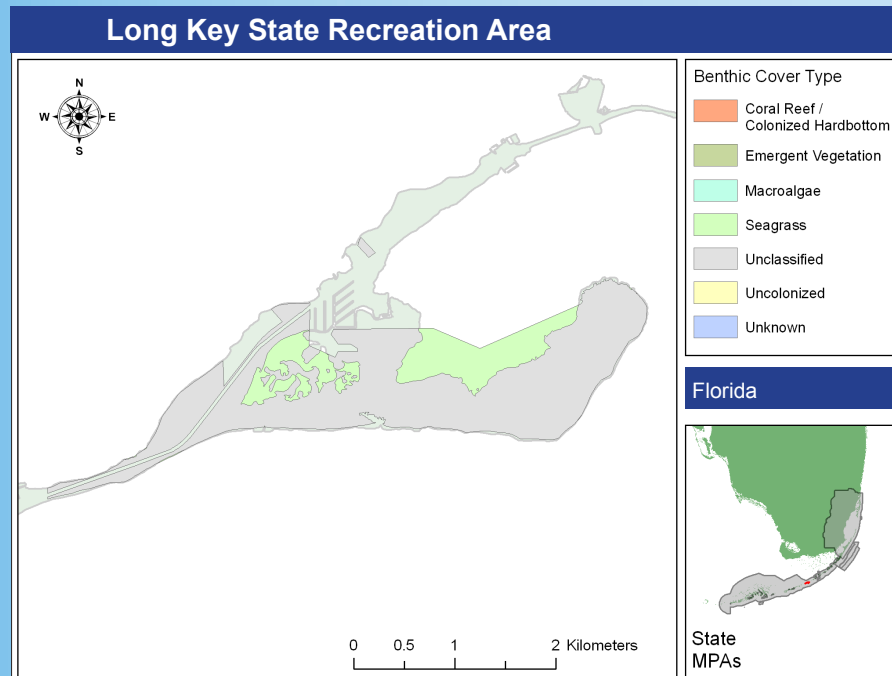 Long Key State Recreation Area
N
W E
S
Benthic Cover Type
Coral Reef /
Colonized Hardbottom
Emergent Vegetation
Macroalgae
Seagrass
Unclassified
Uncolonized
Unknown
Florida
State
MPAs
0 0.5 1 2 Kilometers